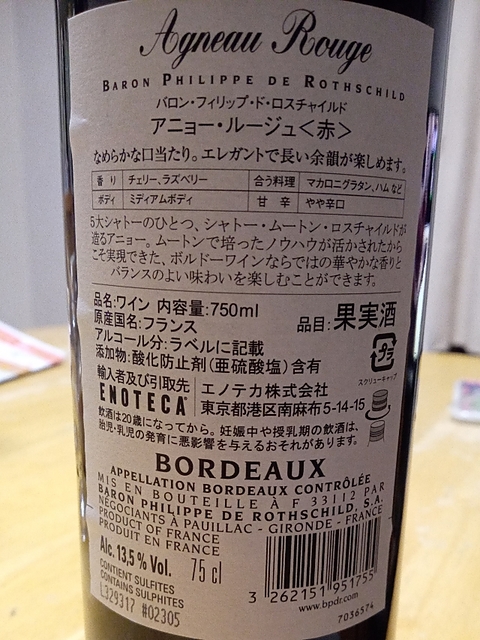 Agneau Rouge
BARON PHILIPPE DE ROTHSCHILD
バロン・フィリップ・ド・ロスチャイルド
アニョー・ルージュ＜赤＞
なめらかな口当たり。エレガントで長い余韻が楽しめます。
香り チェリー、ラズベリー 合う料理 マカロニグラタン、ハム など
ボディ ミディアムボディ 甘 辛 やや辛口
5大シャトーのひとつ、シャトー・ムートン・ロスチャイルドが
造るアニョー。ムートンで培ったノウハウが活かされたから
こそ実現できた、ボルドーワインならではの華やかな香りと
バランスのよい味わいを楽しむことができます。
品名:ワイン 内容量:750ml
原産国名:フランス
品目:果実酒
アルコール分:ラベルに記載
添加物:酸化防止剤(亜硫酸塩)含有
プラ
スクリューキャップ
輸入者及び引取先 エノテカ株式会社
ENOTECA 東京都港区南麻布5-14-15
飲酒は20歳になってから。妊娠中や授乳期の飲酒は、
胎児・乳児の発育に悪影響を与えるおそれがあります。
BORDEAUX
APPELLATION BORDEAUX CONTRÔLÉE
MIS EN BOUTEILLE À F 33112 PAR
BARON PHILIPPE DE ROTHSCHILD, S.A.
NÉGOCIANTS À PAUILLAC - GIRONDE - FRANCE
PRODUCT OF FRANCE
PRODUIT EN FRANCE
Alc. 13,5 % Vol. 75 cl
CONTIENT SULFITES
CONTAINS SULPHITES
L329317 #02305
3 262151 951755
www.bpdr.com
7036574